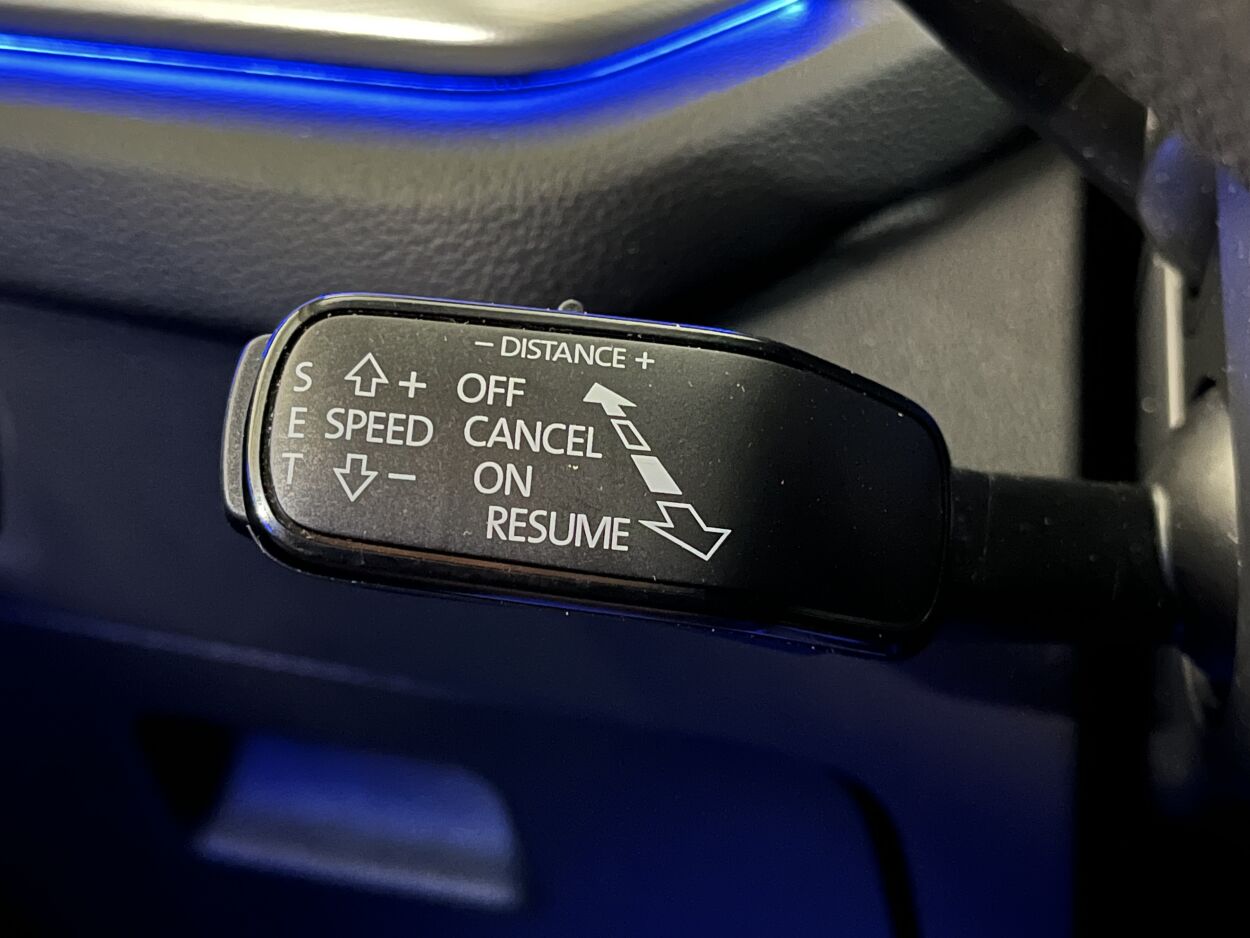 − DISTANCE +
S + OFF
E SPEED CANCEL
T − ON
RESUME